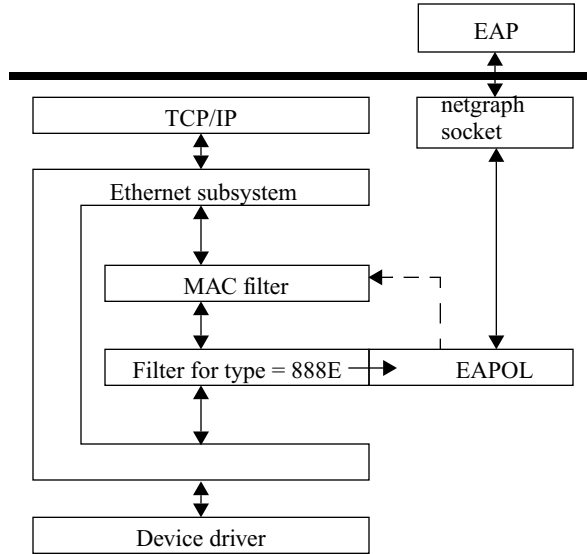 EAP
netgraph
socket
TCP/IP
Ethernet subsystem
MAC filter
Filter for type = 888E
EAPOL
Device driver